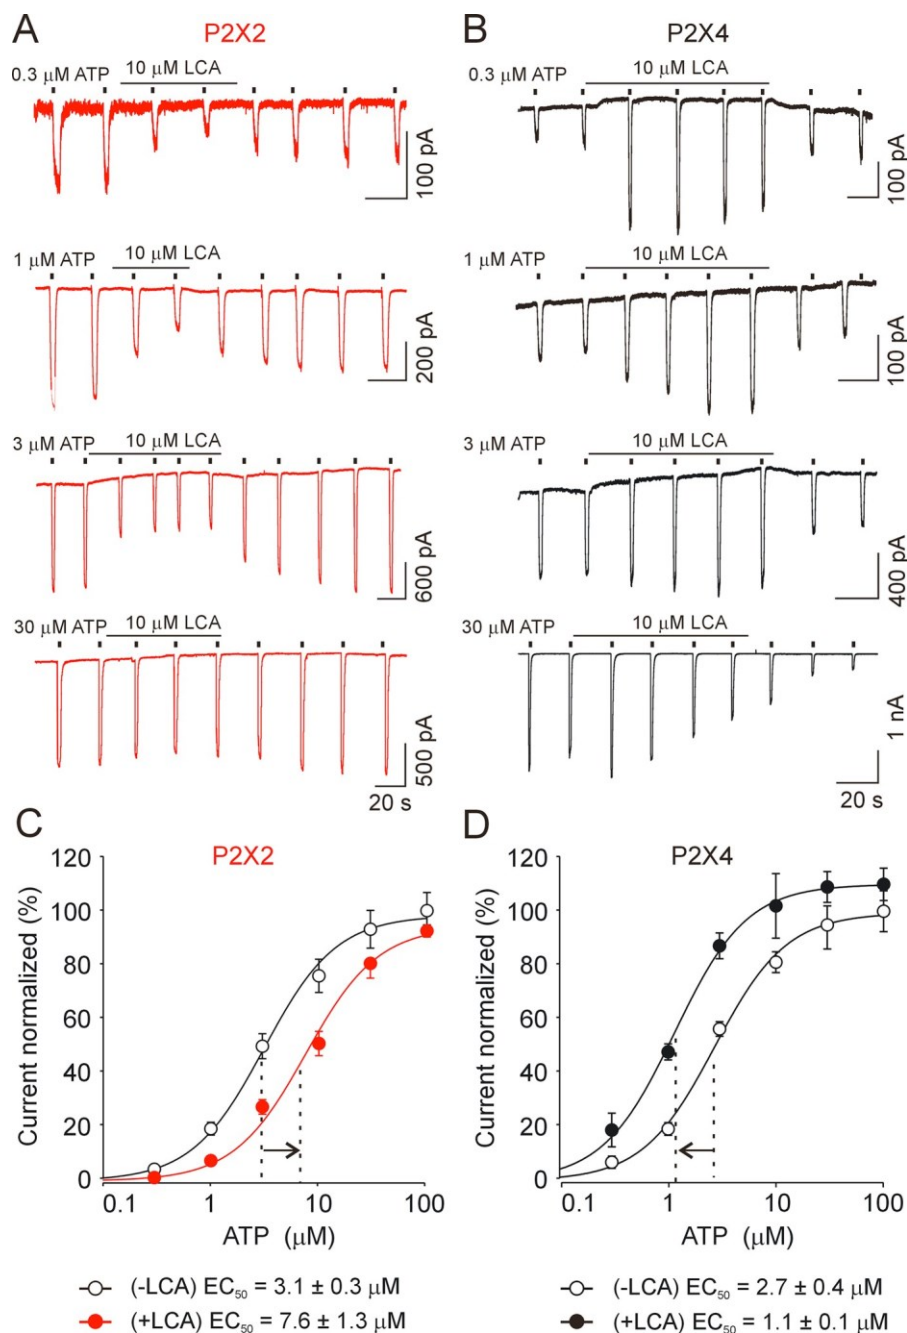 A
P2X2
B
P2X4
0.3 μM ATP
10 μM LCA
100 pA
0.3 μM ATP
10 μM LCA
100 pA
1 μM ATP
10 μM LCA
200 pA
1 μM ATP
10 μM LCA
100 pA
3 μM ATP
10 μM LCA
600 pA
3 μM ATP
10 μM LCA
400 pA
30 μM ATP
10 μM LCA
500 pA
20 s
30 μM ATP
10 μM LCA
1 nA
20 s
C
P2X2
Current normalized (%)
120
100
80
60
40
20
0
0.1
1
10
100
ATP (μM)
(-LCA) EC50 = 3.1 ± 0.3 μM
(+LCA) EC50 = 7.6 ± 1.3 μM
D
P2X4
Current normalized (%)
120
100
80
60
40
20
0
0.1
1
10
100
ATP (μM)
(-LCA) EC50 = 2.7 ± 0.4 μM
(+LCA) EC50 = 1.1 ± 0.1 μM